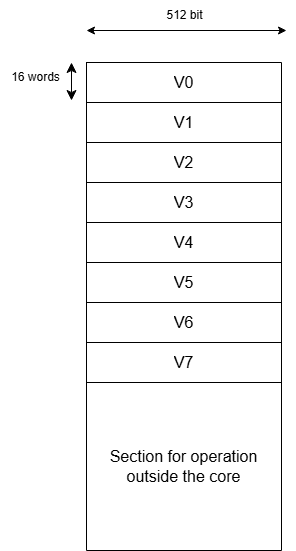 512 bit
16 words
V0
V1
V2
V3
V4
V5
V6
V7
Section for operation
outside the core